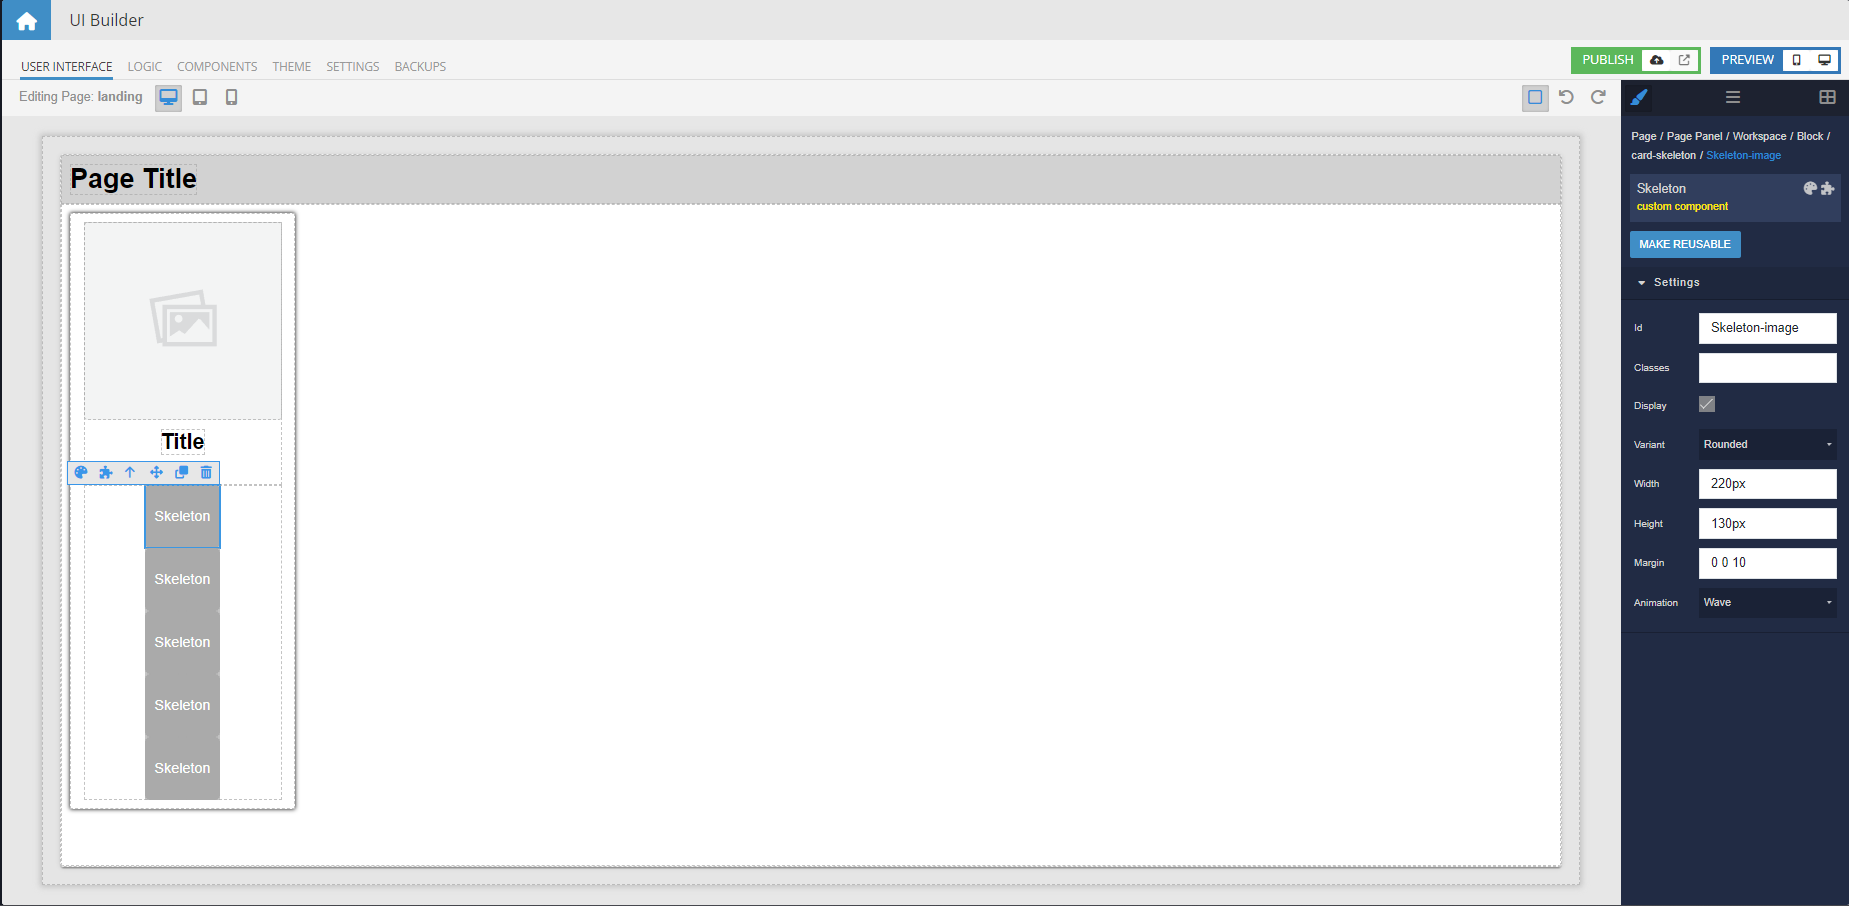 UI Builder
USER INTERFACE LOGIC COMPONENTS THEME SETTINGS BACKUPS
PUBLISH PREVIEW
Editing Page: landing
Page Title
Title
Skeleton
Skeleton
Skeleton
Skeleton
Skeleton
Page / Page Panel / Workspace / Block /
card-skeleton / Skeleton-image
Skeleton
custom component
MAKE REUSABLE
Settings
Id Skeleton-image
Classes
Display
Variant Rounded
Width 220px
Height 130px
Margin 0 0 10
Animation Wave